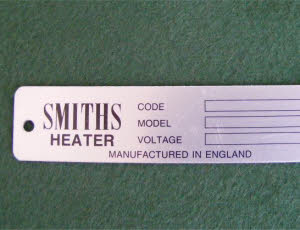 SMITHS
HEATER
CODE
MODEL
VOLTAGE
MANUFACTURED IN ENGLAND